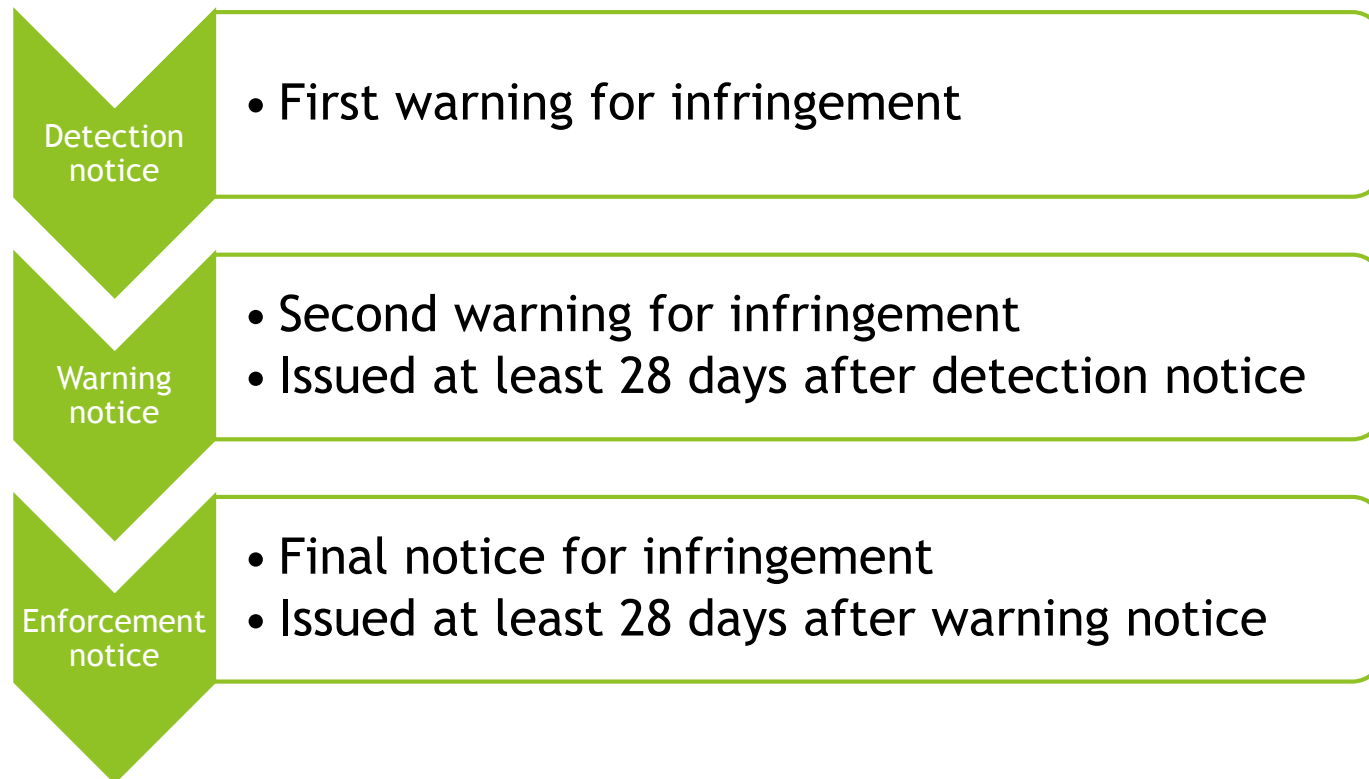 Detection
notice
• First warning for infringement
Warning
notice
• Second warning for infringement
• Issued at least 28 days after detection notice
Enforcement
notice
• Final notice for infringement
• Issued at least 28 days after warning notice